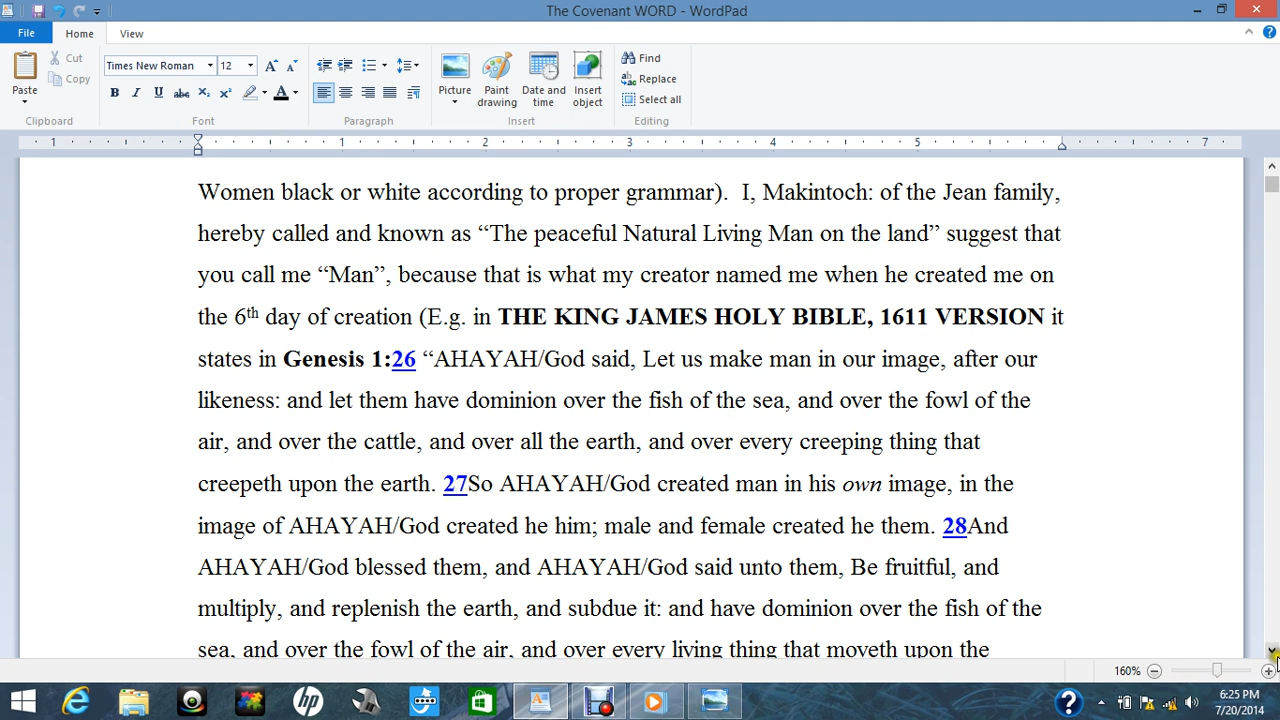 The Covenant WORD - WordPad
File Home View
Paste
Cut
Copy
Clipboard
Times New Roman 12
B I U abc X₂ X² A
Font
Paragraph
Picture
Paint drawing
Date and time
Insert object
Insert
Find
Replace
Select all
Editing
1 1 2 3 4 5 7
Women black or white according to proper grammar).  I, Makintoch: of the Jean family,
hereby called and known as “The peaceful Natural Living Man on the land” suggest that
you call me “Man”, because that is what my creator named me when he created me on
the 6th day of creation (E.g. in THE KING JAMES HOLY BIBLE, 1611 VERSION it
states in Genesis 1:26 “AHAYAH/God said, Let us make man in our image, after our
likeness: and let them have dominion over the fish of the sea, and over the fowl of the
air, and over the cattle, and over all the earth, and over every creeping thing that
creepeth upon the earth. 27So AHAYAH/God created man in his own image, in the
image of AHAYAH/God created he him; male and female created he them. 28And
AHAYAH/God blessed them, and AHAYAH/God said unto them, Be fruitful, and
multiply, and replenish the earth, and subdue it: and have dominion over the fish of the
sea, and over the fowl of the air, and over every living thing that moveth upon the
160%
hp
6:25 PM
7/20/2014